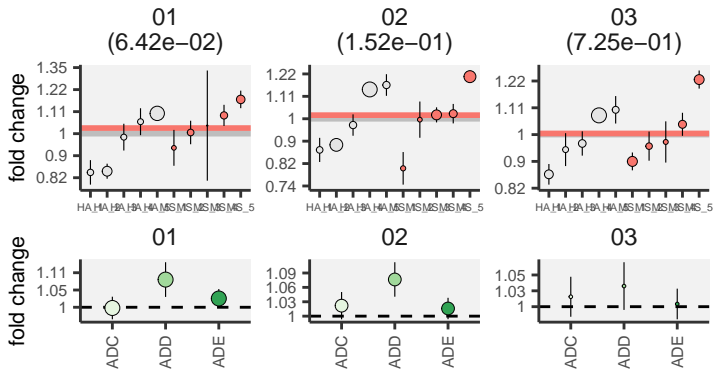 01
(6.42e−02)
02
(1.52e−01)
03
(7.25e−01)
fold change
1.35
1.22
1.11
1
0.9
0.82
1.22
1.11
1
0.9
0.82
0.74
1.22
1.11
1
0.9
0.82
01
02
03
fold change
1.11
1.05
1
1.09
1.06
1.03
1
1.05
1.03
1
ADC
ADD
ADE
ADC
ADD
ADE
ADC
ADD
ADE